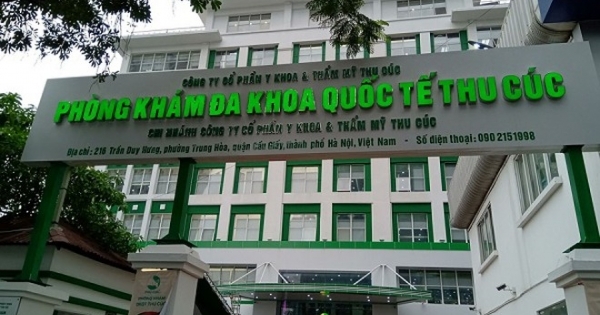 CÔNG TY CỔ PHẦN Y KHOA & THẨM MỸ THU CÚC
PHÒNG KHÁM ĐA KHOA QUỐC TẾ THU CÚC
CHI NHÁNH CÔNG TY CỔ PHẦN Y KHOA & THẨM MỸ THU CÚC
Địa chỉ : 216 Trần Duy Hưng, phường Trung Hòa, quận Cầu Giấy, thành phố Hà Nội, Việt Nam - Số điện thoại : 090 2151998